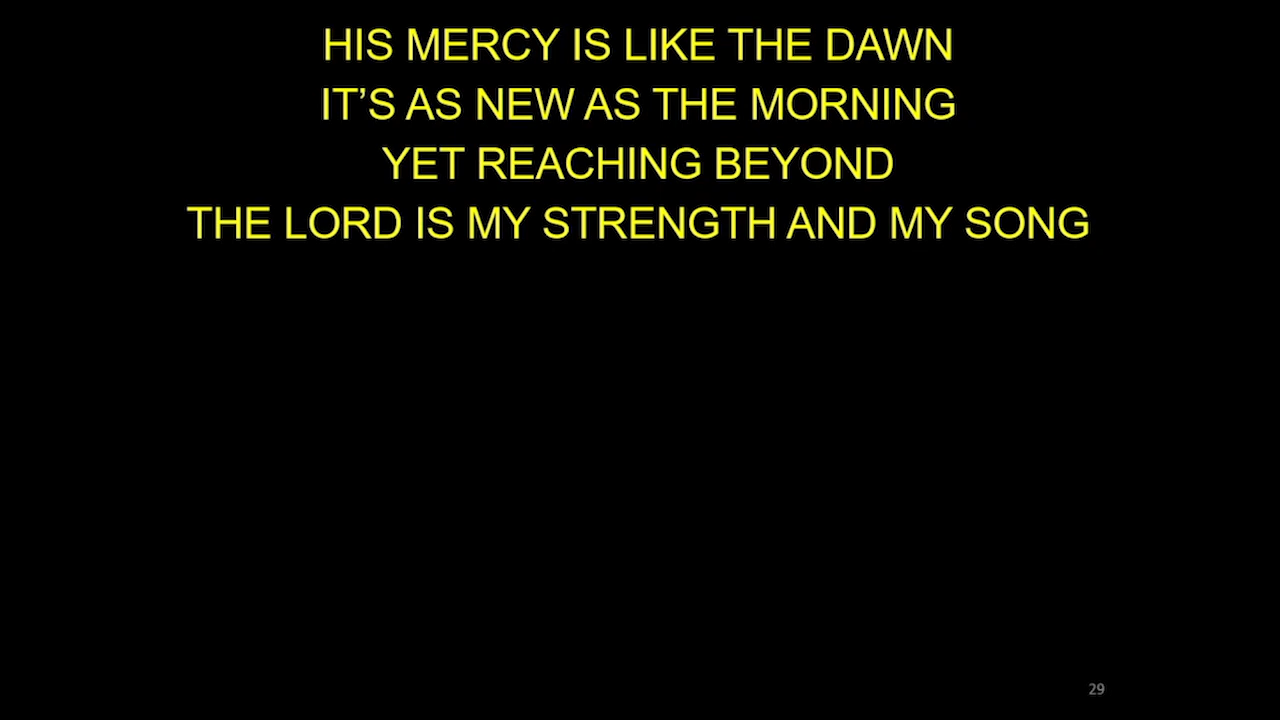 HIS MERCY IS LIKE THE DAWN
IT’S AS NEW AS THE MORNING
YET REACHING BEYOND
THE LORD IS MY STRENGTH AND MY SONG
29